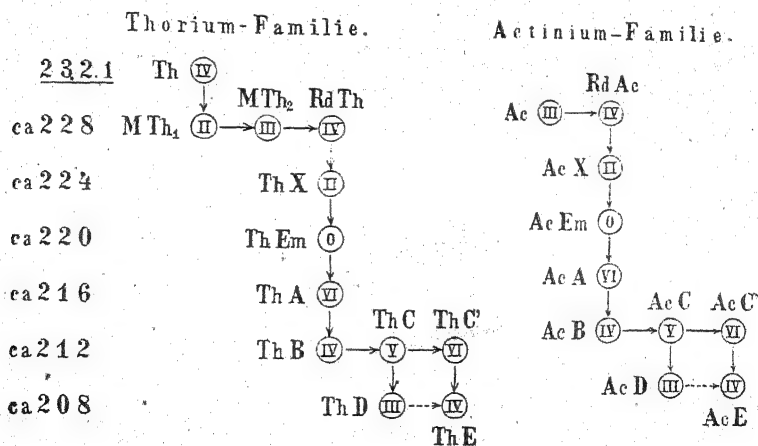 Thorium-Familie.
Actinium-Familie.
232.1 Th IV
MTh₂ RdTh
ca 228 MTh₁ II III IV
RdAc
Ac III IV
ca 224 ThX II
AcX II
ca 220 ThEm 0
AcEm 0
ca 216 ThA VI
AcA VI
ThC ThC'
ca 212 ThB IV V VI
AcC AcC'
AcB IV V VI
ca 208 ThD III IV
ThE
AcD III IV
AcE